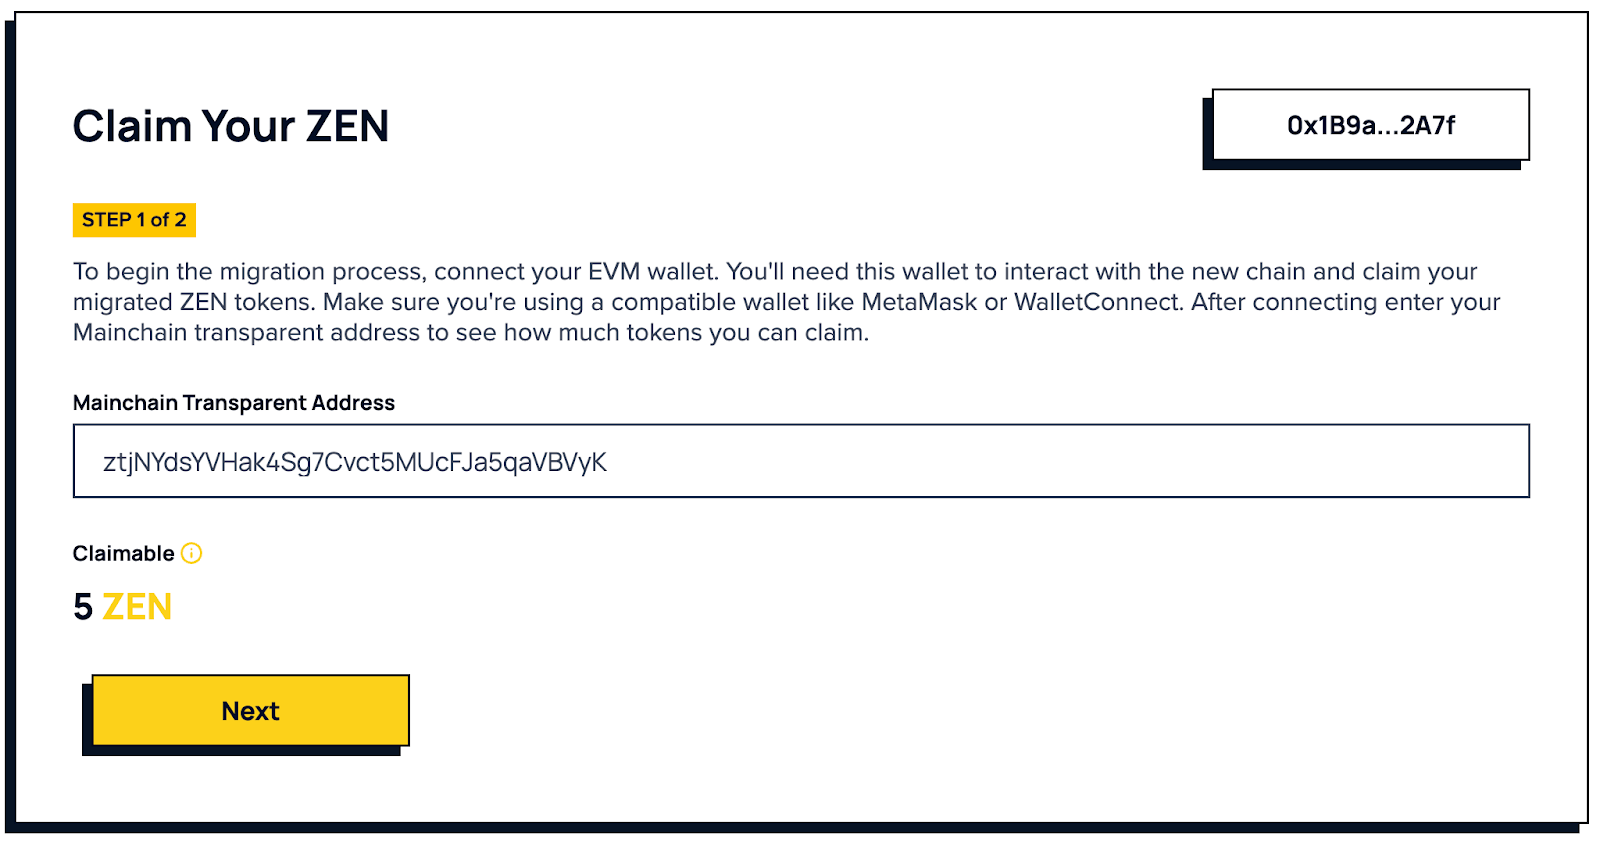 Claim Your ZEN
0x1B9a...2A7f
STEP 1 of 2
To begin the migration process, connect your EVM wallet. You'll need this wallet to interact with the new chain and claim your
migrated ZEN tokens. Make sure you're using a compatible wallet like MetaMask or WalletConnect. After connecting enter your
Mainchain transparent address to see how much tokens you can claim.
Mainchain Transparent Address
ztjNYdsYVHak4Sg7Cvct5MUcFJa5qaVBVyK
Claimable
5 ZEN
Next